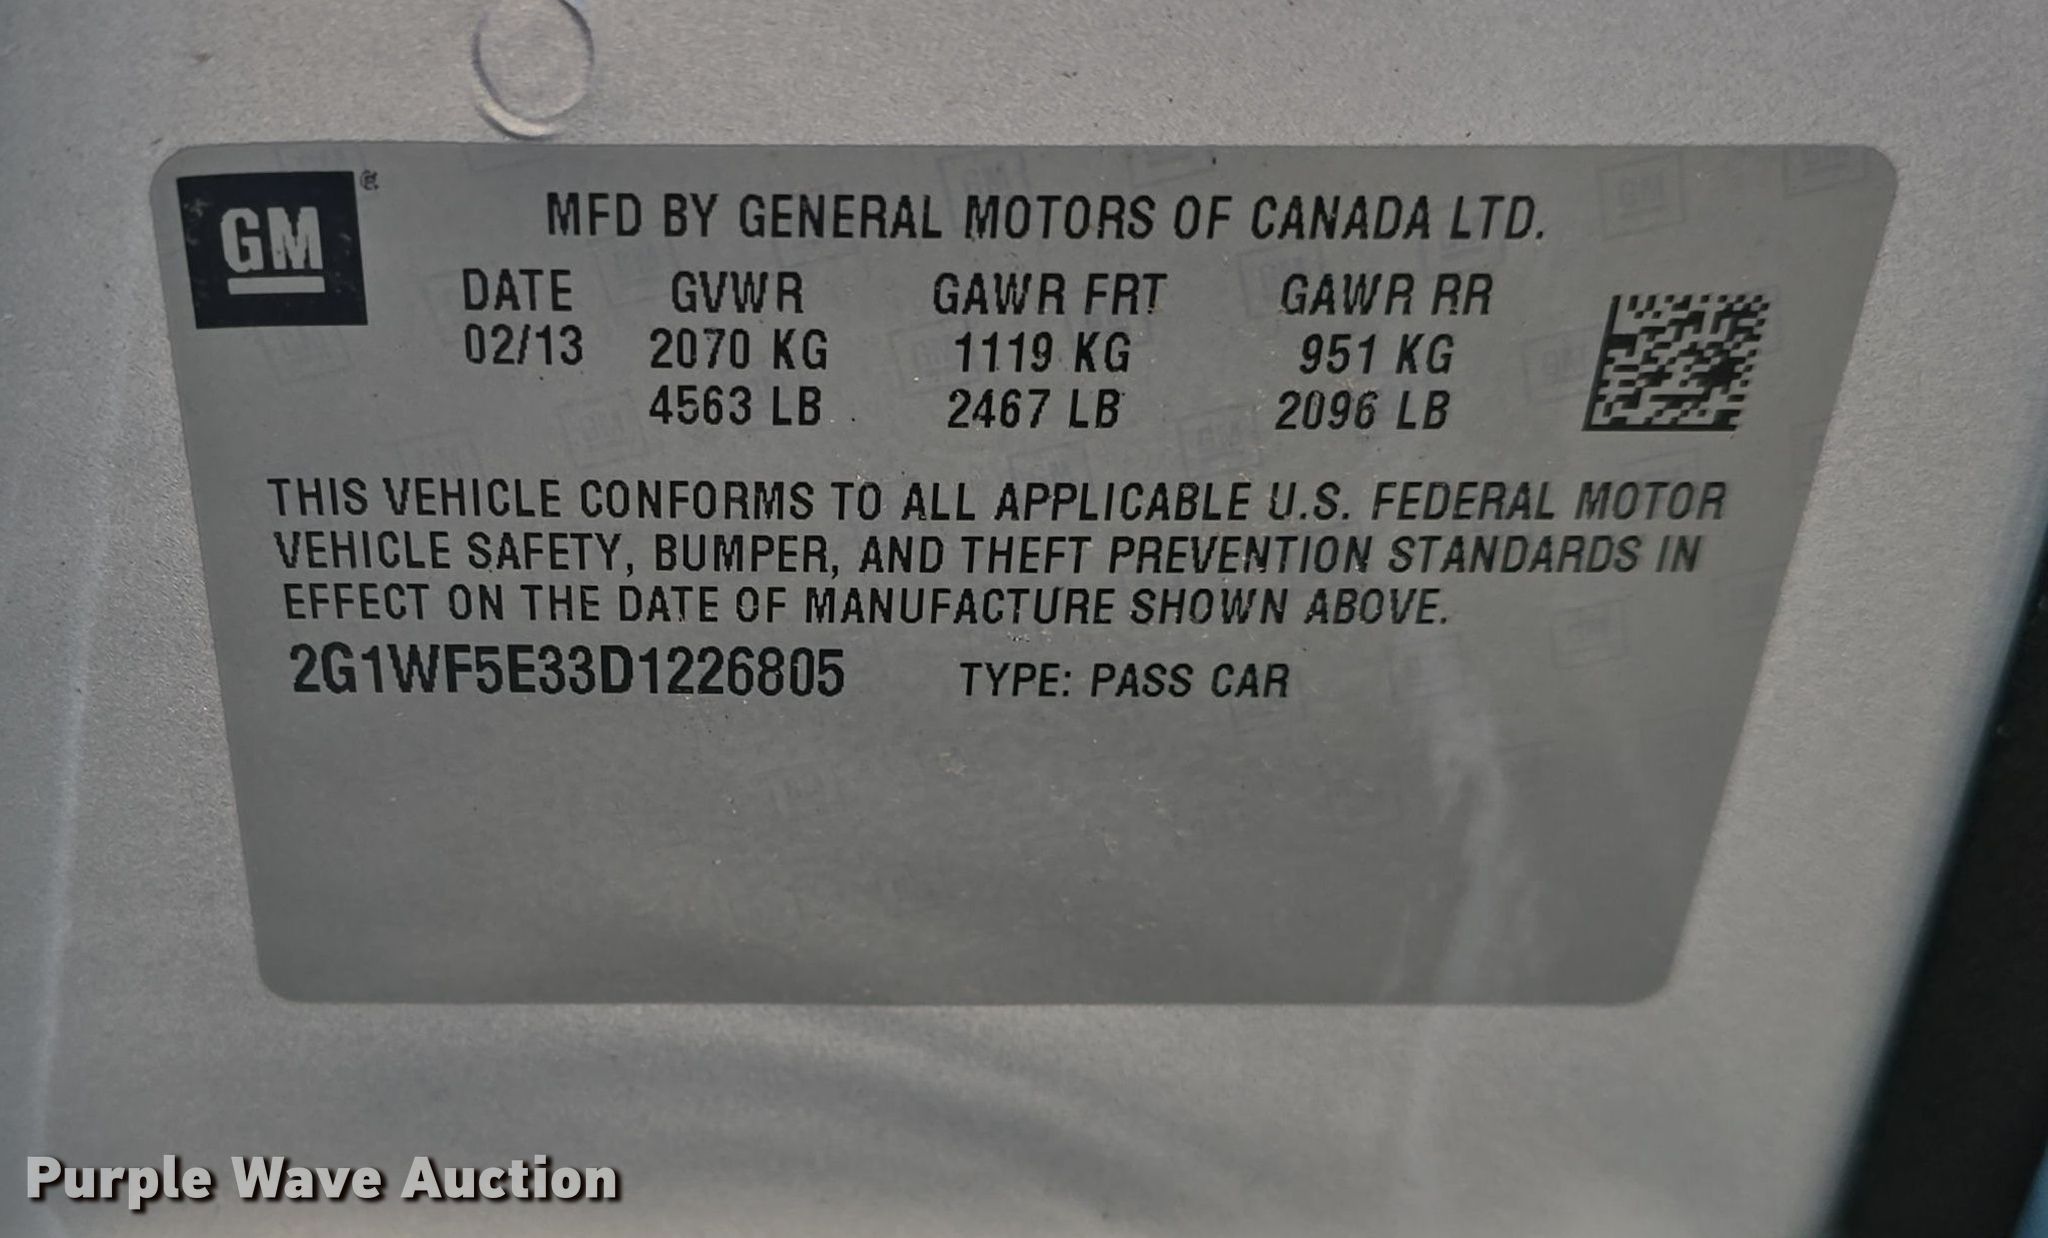 GM
MFD BY GENERAL MOTORS OF CANADA LTD.
DATE GVWR GAWR FRT GAWR RR
02/13 2070 KG 1119 KG 951 KG
4563 LB 2467 LB 2096 LB
THIS VEHICLE CONFORMS TO ALL APPLICABLE U.S. FEDERAL MOTOR
VEHICLE SAFETY, BUMPER, AND THEFT PREVENTION STANDARDS IN
EFFECT ON THE DATE OF MANUFACTURE SHOWN ABOVE.
2G1WF5E33D1226805 TYPE: PASS CAR
Purple Wave Auction